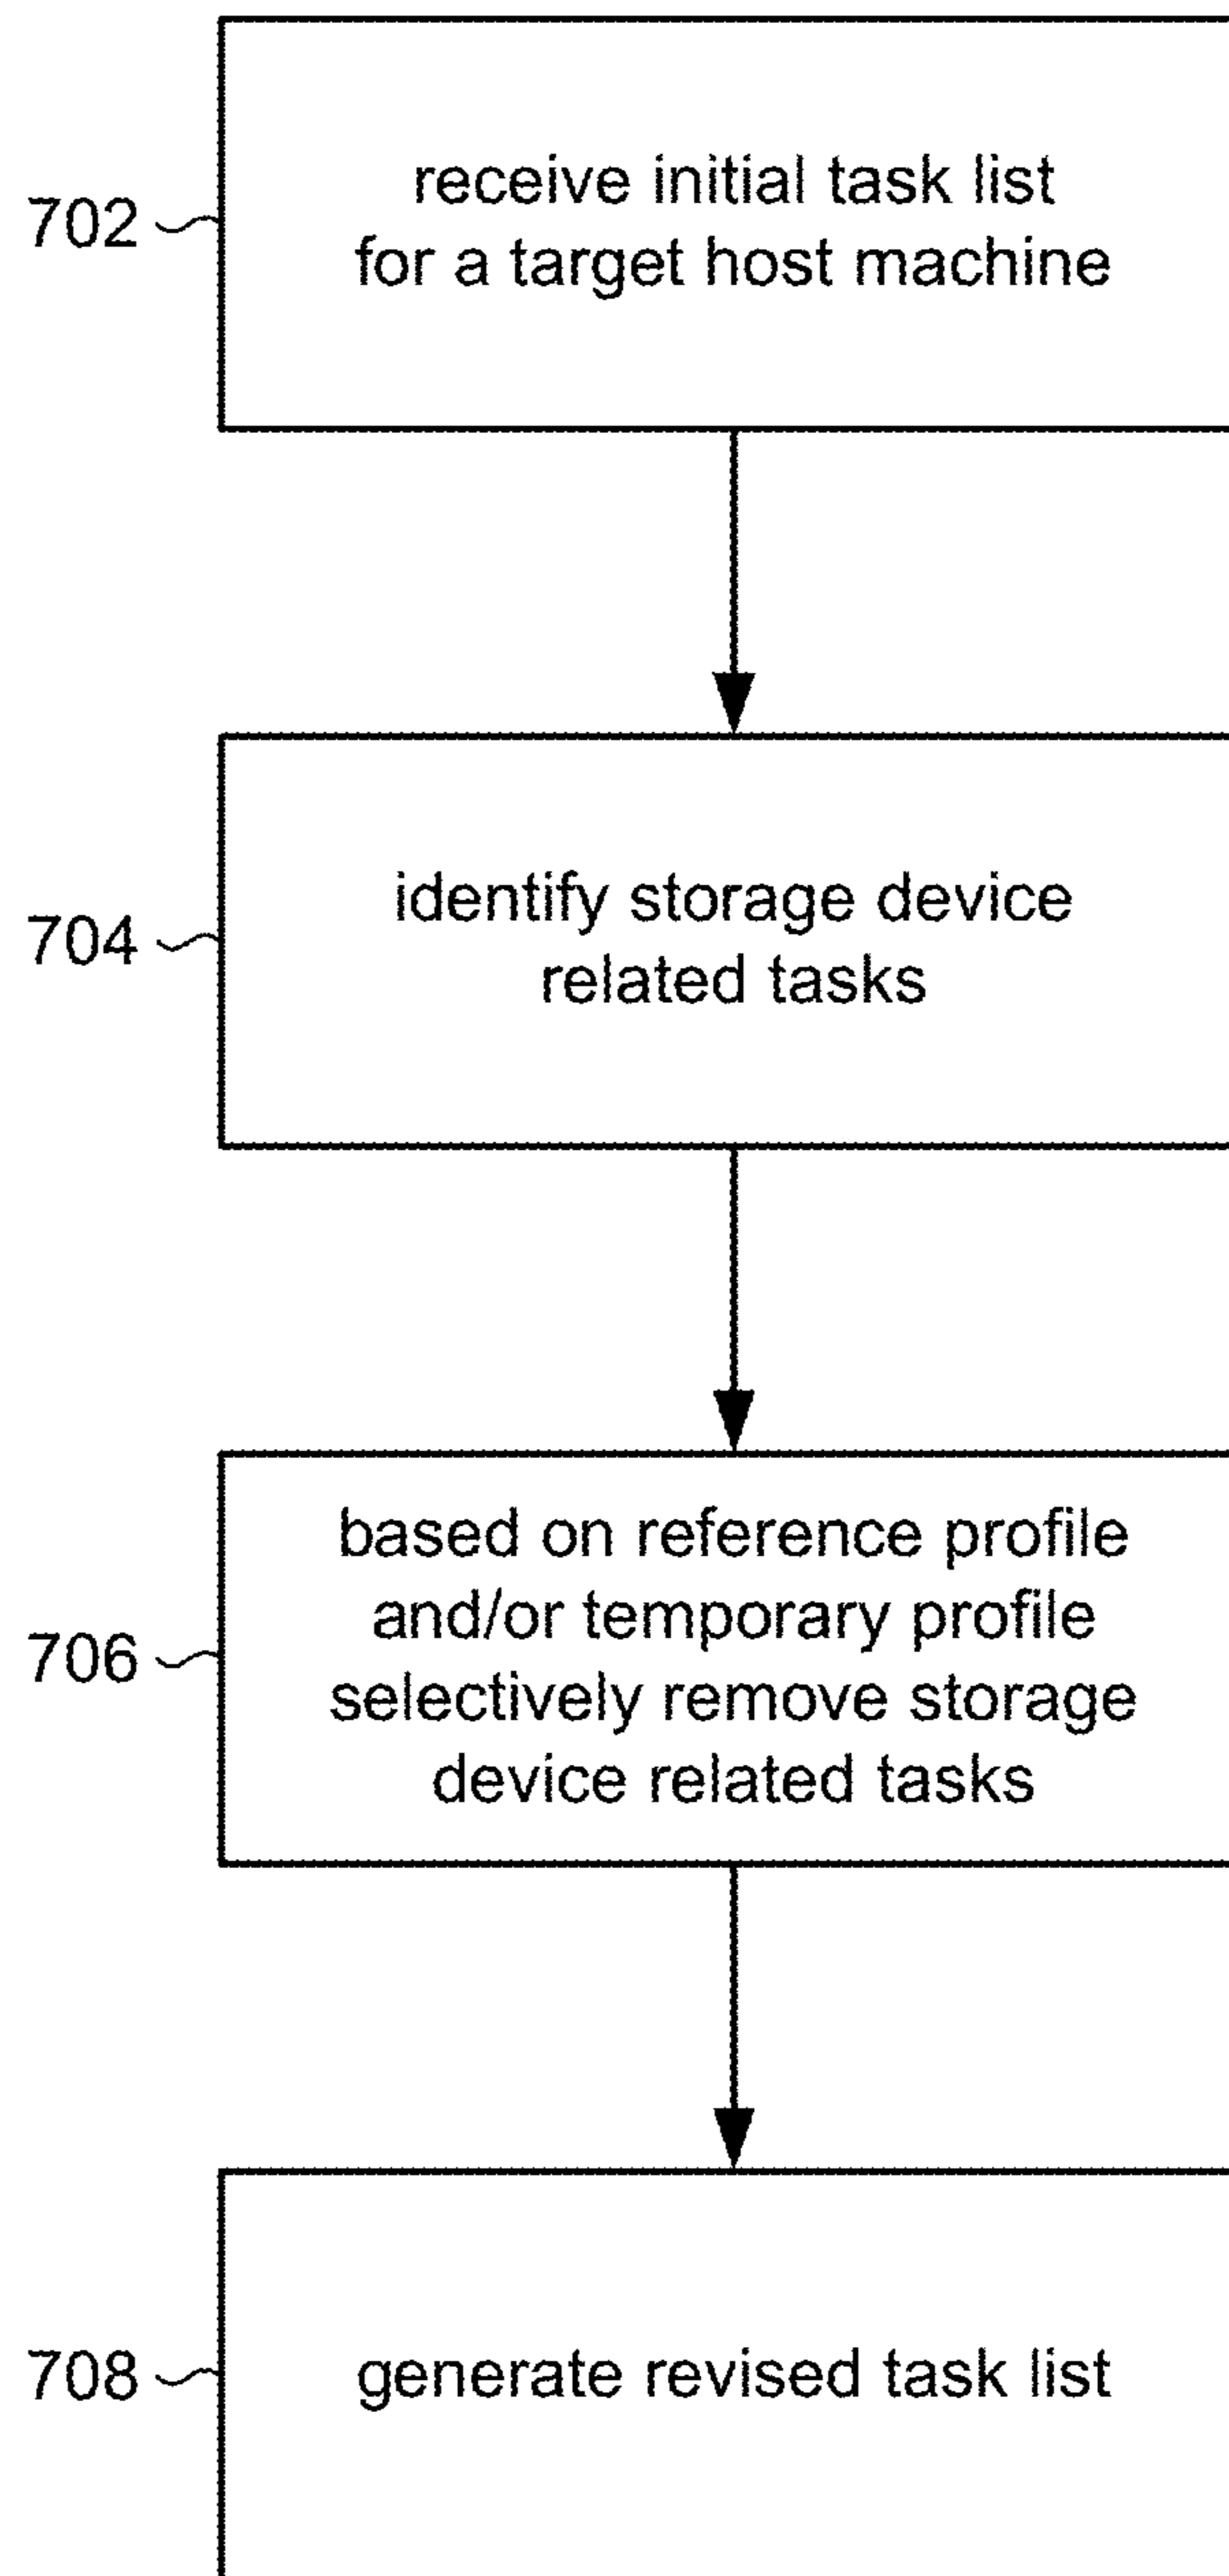 receive initial task list
702
for a target host machine
identify storage device
704
related tasks
based on reference profile
and/or temporary profile
706
selectively remove storage
device related tasks
708
generate revised task list